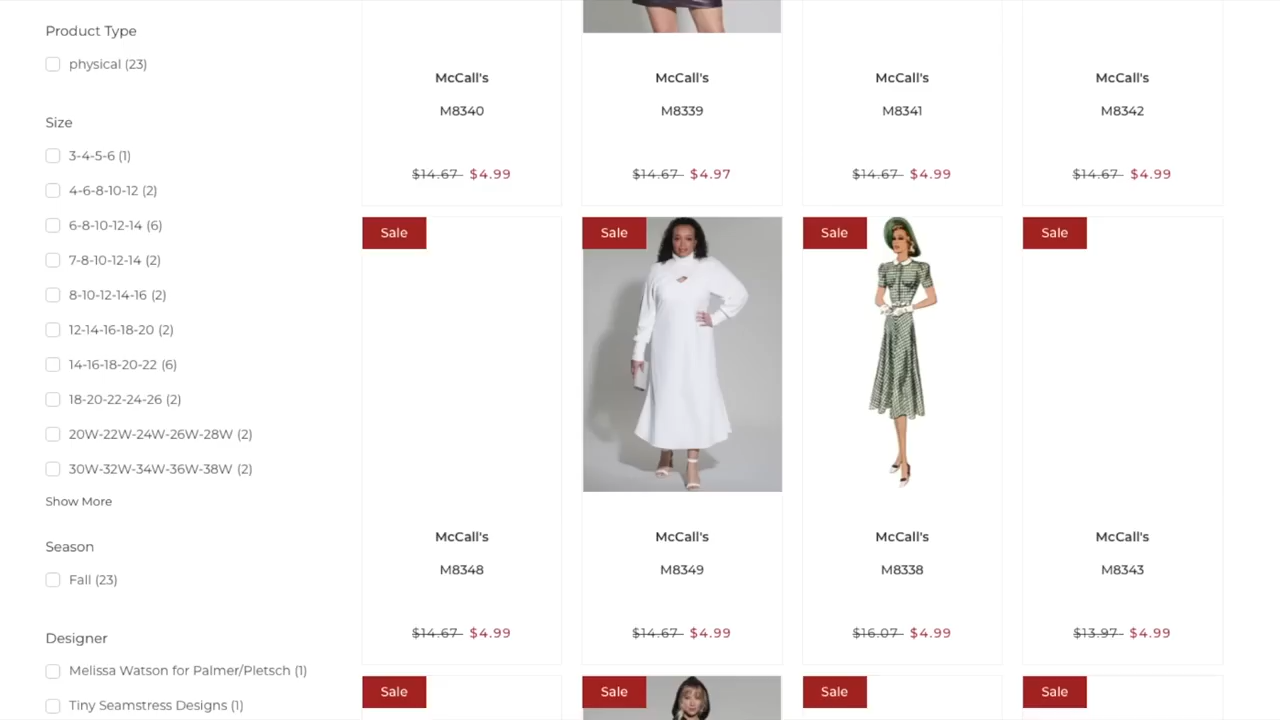 Product Type
physical (23)
Size
3-4-5-6 (1)
4-6-8-10-12 (2)
6-8-10-12-14 (6)
7-8-10-12-14 (2)
8-10-12-14-16 (2)
12-14-16-18-20 (2)
14-16-18-20-22 (6)
18-20-22-24-26 (2)
20W-22W-24W-26W-28W (2)
30W-32W-34W-36W-38W (2)
Show More
Season
Fall (23)
Designer
Melissa Watson for Palmer/Pletsch (1)
Tiny Seamstress Designs (1)
McCall's
M8340
$14.67 $4.99
McCall's
M8339
$14.67 $4.97
McCall's
M8341
$14.67 $4.99
McCall's
M8342
$14.67 $4.99
Sale
McCall's
M8348
$14.67 $4.99
Sale
McCall's
M8349
$14.67 $4.99
Sale
McCall's
M8338
$16.07 $4.99
Sale
McCall's
M8343
$13.97 $4.99
Sale
Sale
Sale
Sale